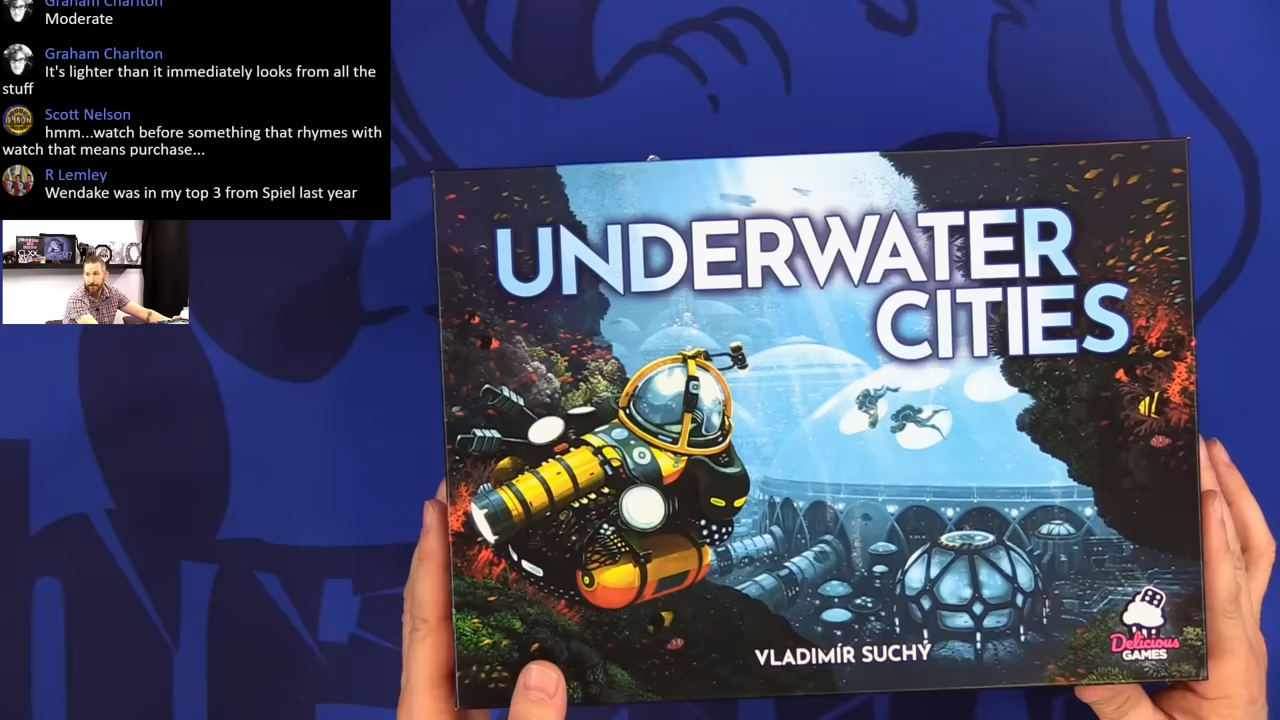 Graham Charlton
Moderate
Graham Charlton
It's lighter than it immediately looks from all the
stuff
Scott Nelson
hmm...watch before something that rhymes with
watch that means purchase...
R Lemley
Wendake was in my top 3 from Spiel last year
UNDERWATER
CITIES
VLADIMÍR SUCHÝ
Delicious
GAMES